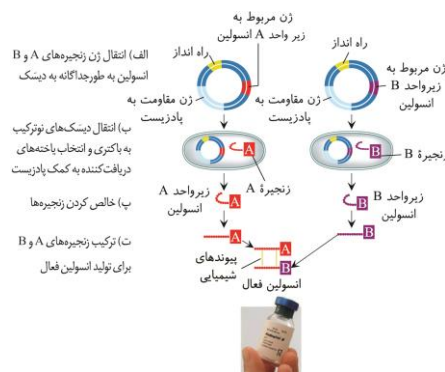 الف) انتقال ژن زنجیره‌های A و B
انسولین به طورجداگانه به دیسَک
ب) انتقال دیسَک‌های نوترکیب
به باکتری و انتخاب یاخته‌های
دریافت‌کننده به کمک پادزیست
پ) خالص کردن زنجیره‌ها
ت) ترکیب زنجیره‌های A و B
برای تولید انسولین فعال
راه انداز
ژن مربوط به
زیر واحد A انسولین
ژن مقاومت به
پادزیست
A
زنجیرهٔ A
A
زیرواحد A
انسولین
A
راه انداز
ژن مربوط به
زیرواحد B
انسولین
ژن مقاومت به
پادزیست
B
زنجیرهٔ B
B
زیرواحد B
انسولین
B
A
پیوندهای
شیمیایی
B
انسولین فعال